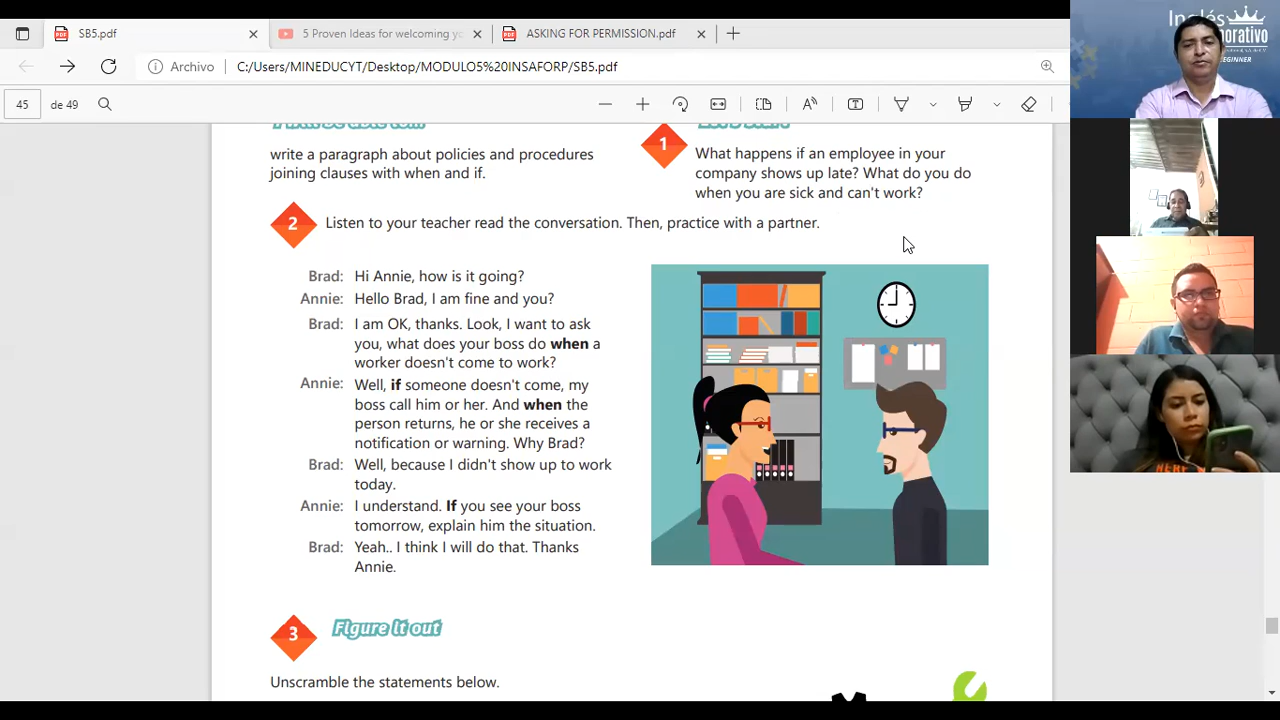 SB5.pdf
5 Proven Ideas for welcoming yo
ASKING FOR PERMISSION.pdf
Archivo
C:/Users/MINEDUCYT/Desktop/MODULO5%20INSAFORP/SB5.pdf
45
de 49
Inglés
BEGINNER
write a paragraph about policies and procedures
joining clauses with when and if.
1
What happens if an employee in your
company shows up late? What do you do
when you are sick and can't work?
2
Listen to your teacher read the conversation. Then, practice with a partner.
Brad: Hi Annie, how is it going?
Annie: Hello Brad, I am fine and you?
Brad: I am OK, thanks. Look, I want to ask
you, what does your boss do when a
worker doesn't come to work?
Annie: Well, if someone doesn't come, my
boss call him or her. And when the
person returns, he or she receives a
notification or warning. Why Brad?
Brad: Well, because I didn't show up to work
today.
Annie: I understand. If you see your boss
tomorrow, explain him the situation.
Brad: Yeah.. I think I will do that. Thanks
Annie.
3
Figure it out
Unscramble the statements below.